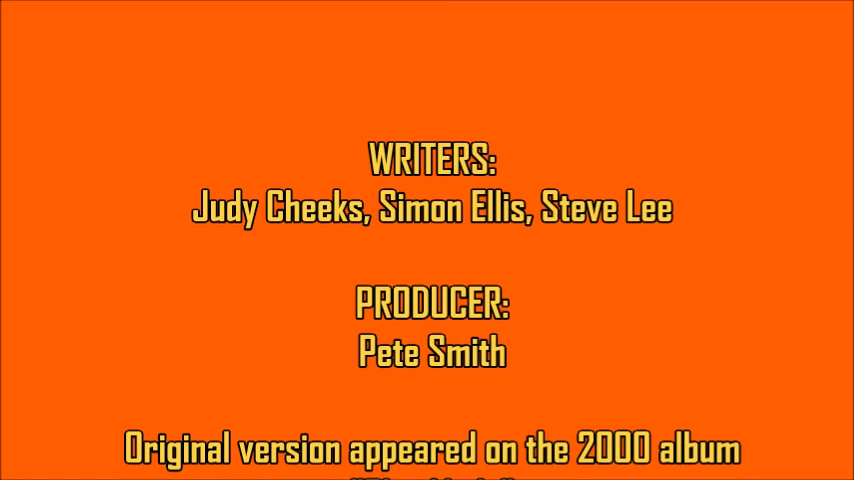 WRITERS:
Judy Cheeks, Simon Ellis, Steve Lee
PRODUCER:
Pete Smith
Original version appeared on the 2000 album